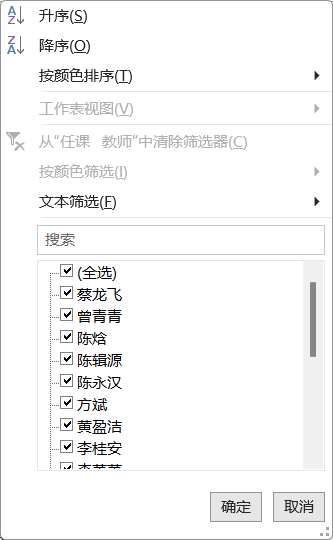 升序(S)
降序(O)
按颜色排序(T)
工作表视图(V)
从"任课 教师"中清除筛选器(C)
按颜色筛选(I)
文本筛选(F)
搜索
(全选)
蔡龙飞
曾青青
陈焓
陈辑源
陈永汉
方斌
黄盈洁
李桂安
确定
取消